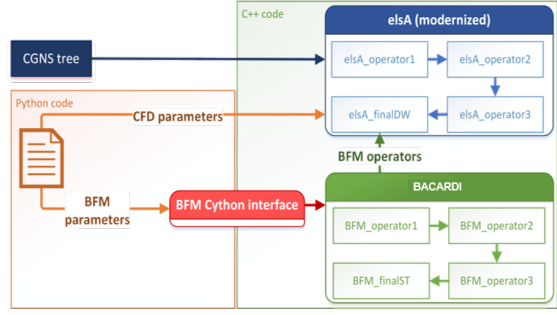 C++ code
elsA (modernized)
CGNS tree
elsA_operator1
elsA_operator2
Python code
CFD parameters
elsA_finalDW
elsA_operator3
BFM operators
BACARDI
BFM
parameters
BFM Cython interface
BFM_operator1
BFM_operator2
BFM_finalST
BFM_operator3